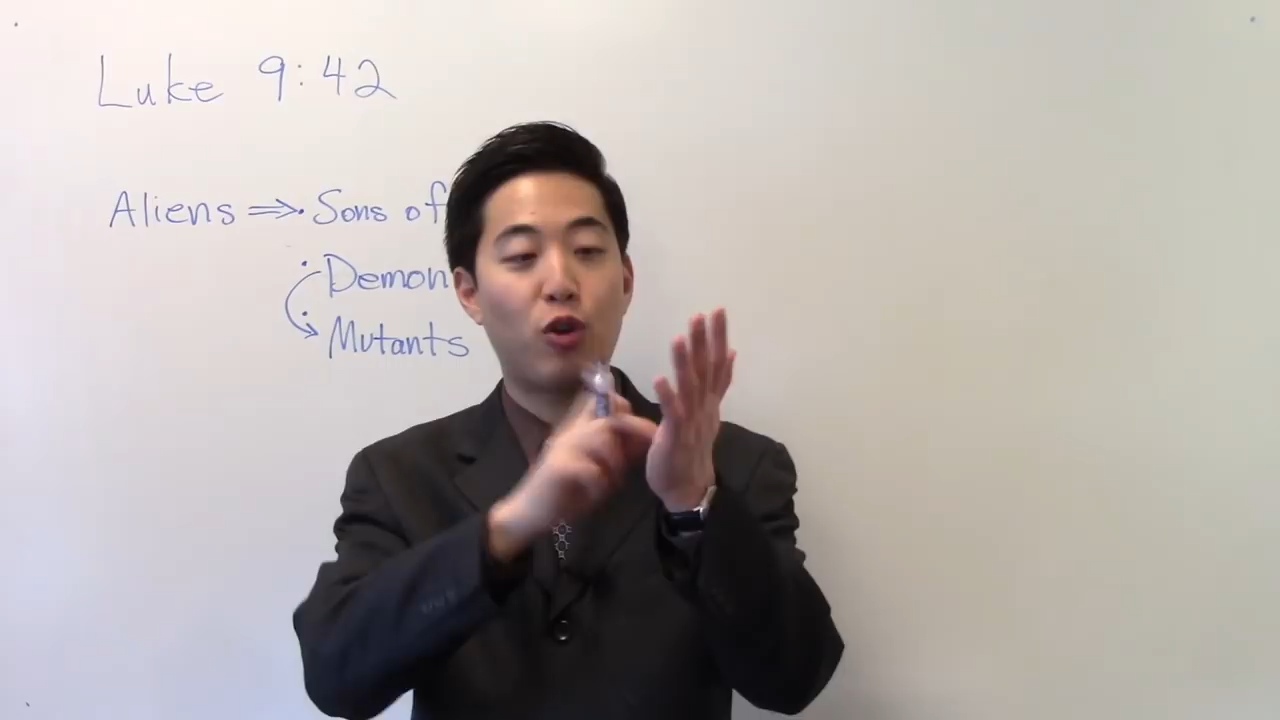 Luke 9:42
Aliens ⇒ • Sons of
• Demon
• Mutants